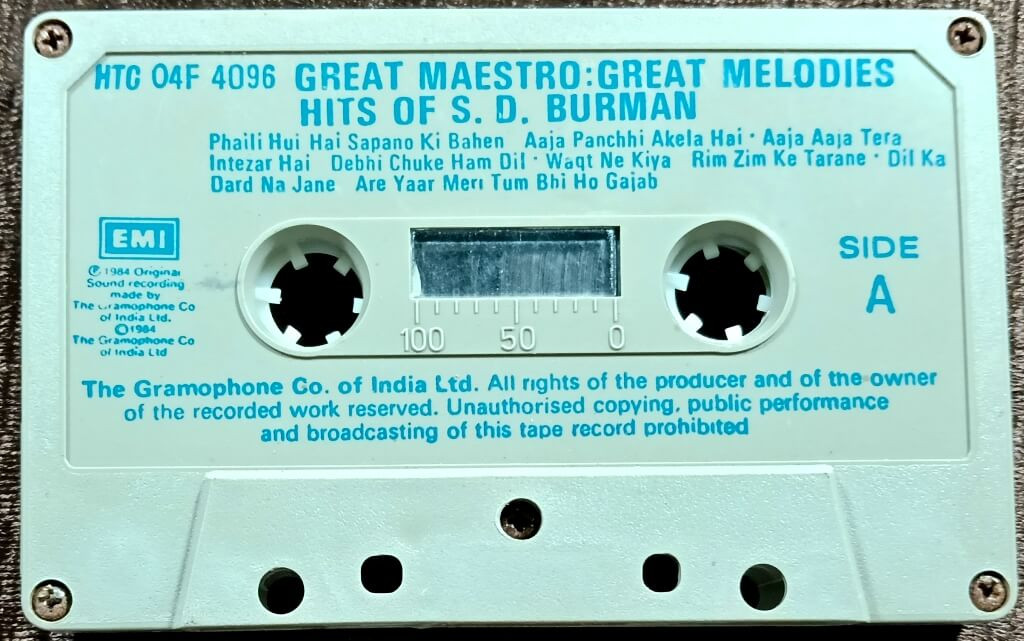 HTC 04F 4096 GREAT MAESTRO:GREAT MELODIES
HITS OF S. D. BURMAN
Phaili Hui Hai Sapano Ki Bahen Aaja Panchhi Akela Hai · Aaja Aaja Tera
Intezar Hai Debhi Chuke Ham Dil · Waqt Ne Kiya Rim Zim Ke Tarane · Dil Ka
Dard Na Jane Are Yaar Meri Tum Bhi Ho Gajab
EMI
℗ 1984 Original
Sound recording
made by
The Gramophone Co
of India Ltd.
©1984
The Gramophone Co
of India Ltd
SIDE
A
100 50 0
The Gramophone Co. of India Ltd. All rights of the producer and of the owner
of the recorded work reserved. Unauthorised copying, public performance
and broadcasting of this tape record prohibited